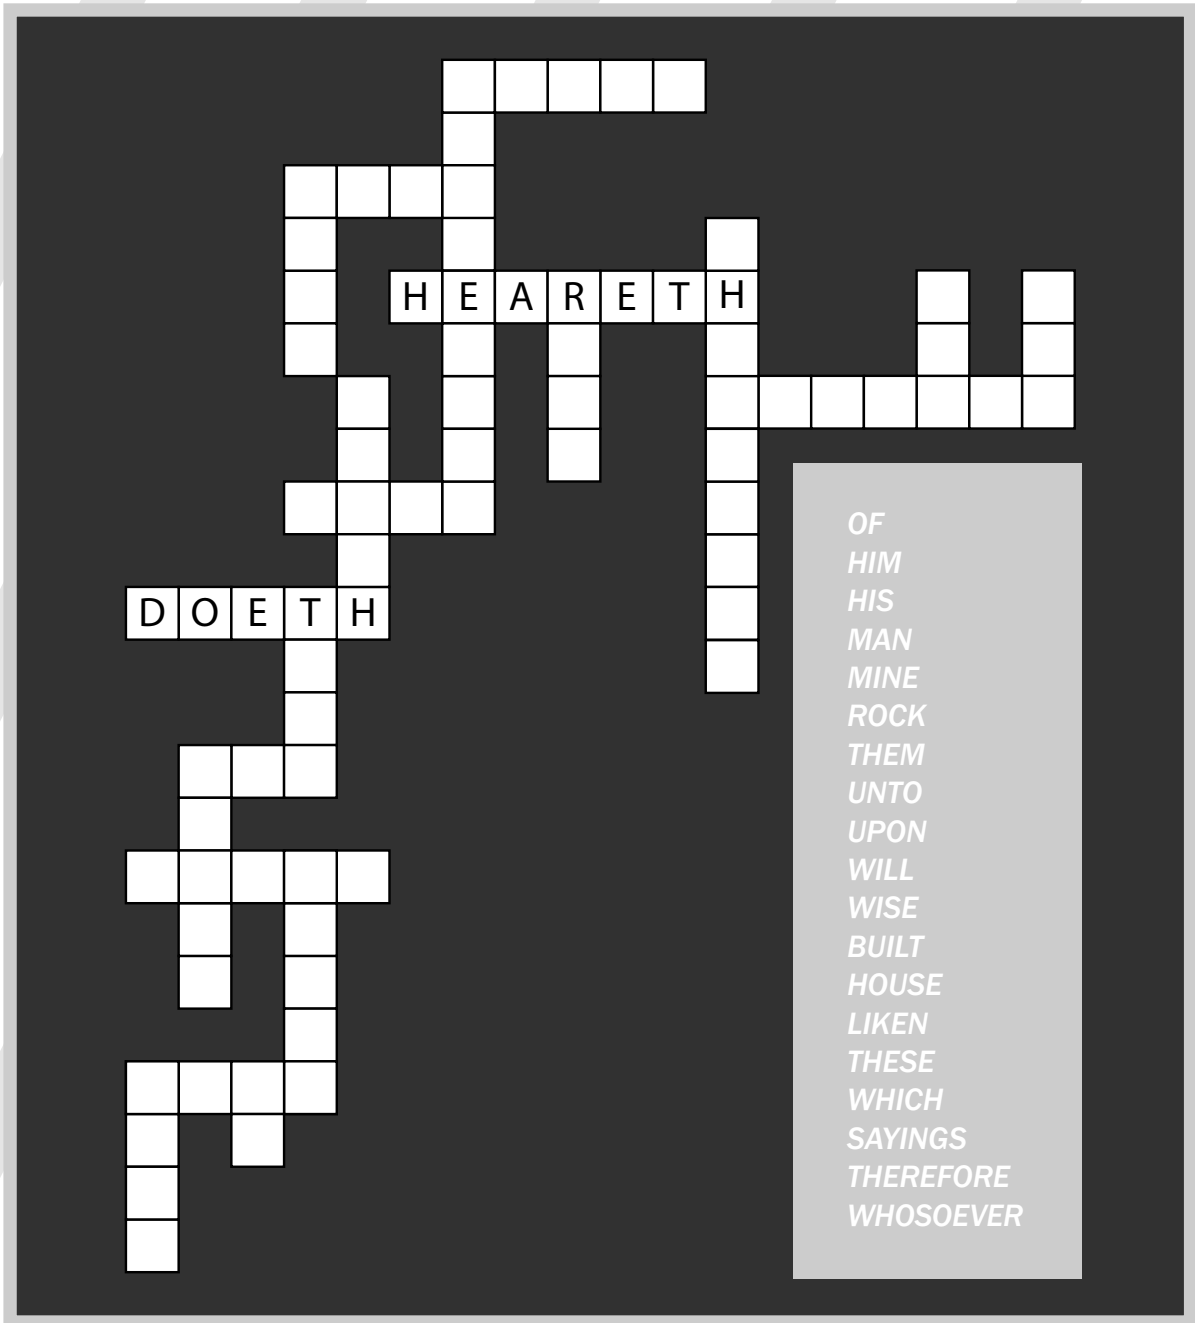 HEARETH
DOETH
OF
HIM
HIS
MAN
MINE
ROCK
THEM
UNTO
UPON
WILL
WISE
BUILT
HOUSE
LIKEN
THESE
WHICH
SAYINGS
THEREFORE
WHOSOEVER